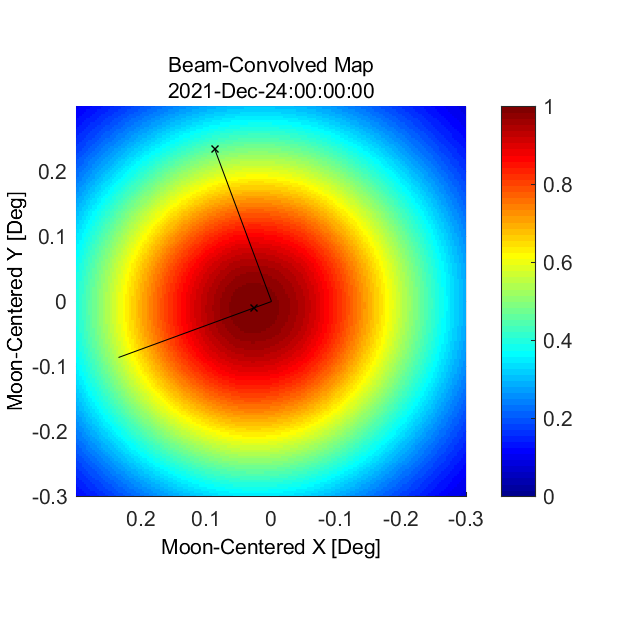 Beam-Convolved Map
2021-Dec-24:00:00:00
Moon-Centered Y [Deg]
0.2
0.1
0
-0.1
-0.2
-0.3
0.2 0.1 0 -0.1 -0.2 -0.3
Moon-Centered X [Deg]
1
0.8
0.6
0.4
0.2
0